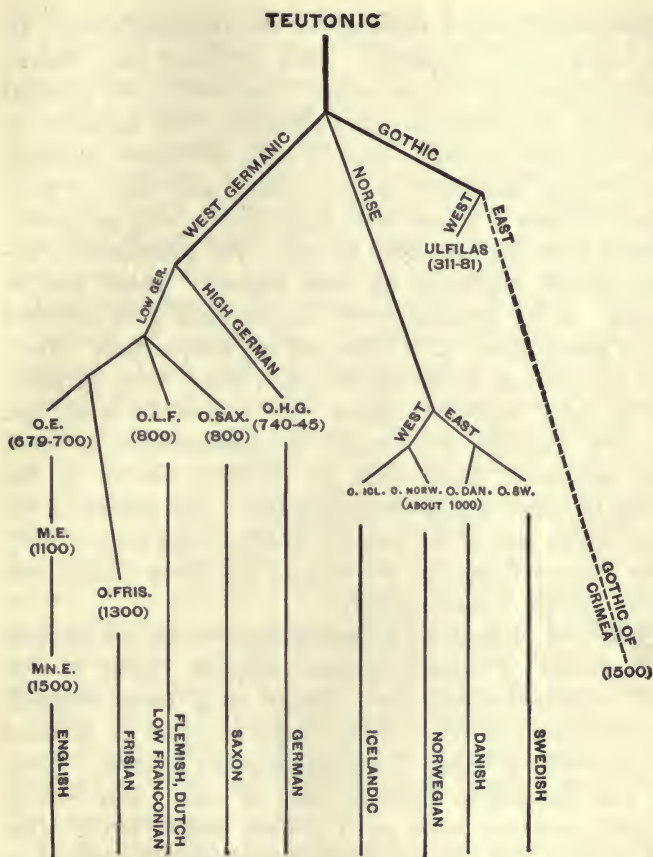 TEUTONIC
WEST GERMANIC
NORSE
GOTHIC
WEST
EAST
ULFILAS
(311-81)
LOW GER.
HIGH GERMAN
O.E.
(679-700)
O.L.F.
(800)
O.SAX.
(800)
O.H.G.
(740-45)
WEST
EAST
O. ICL. O. NORW. O. DAN. O. SW.
(ABOUT 1000)
M.E.
(1100)
O.FRIS.
(1300)
GOTHIC OF
CRIMEA
(1500)
MN.E.
(1500)
ENGLISH
FRISIAN
FLEMISH, DUTCH
LOW FRANCONIAN
SAXON
GERMAN
ICELANDIC
NORWEGIAN
DANISH
SWEDISH